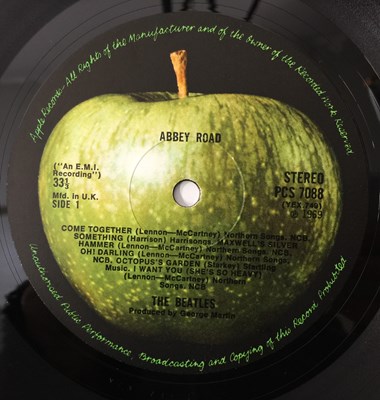 Apple Records—All Rights of the Manufacturer and of the Owner of the Recorded Work Reserved.
ABBEY ROAD
("An E.M.I.
Recording")
33⅓
Mfd. in U.K.
SIDE 1
STEREO
PCS 7088
(YEX.749)
℗ 1969
COME TOGETHER (Lennon—McCartney) Northern Songs, NCB.
SOMETHING (Harrison) Harrisongs. MAXWELL'S SILVER
HAMMER (Lennon—McCartney) Northern Songs, NCB.
OH! DARLING (Lennon—McCartney) Northern Songs,
NCB. OCTOPUS'S GARDEN (Starkey) Startling
Music. I WANT YOU (SHE'S SO HEAVY)
(Lennon—McCartney) Northern
Songs, NCB
THE BEATLES
Produced by George Martin
Unauthorised Public Performance, Broadcasting and Copying of this Record Prohibited